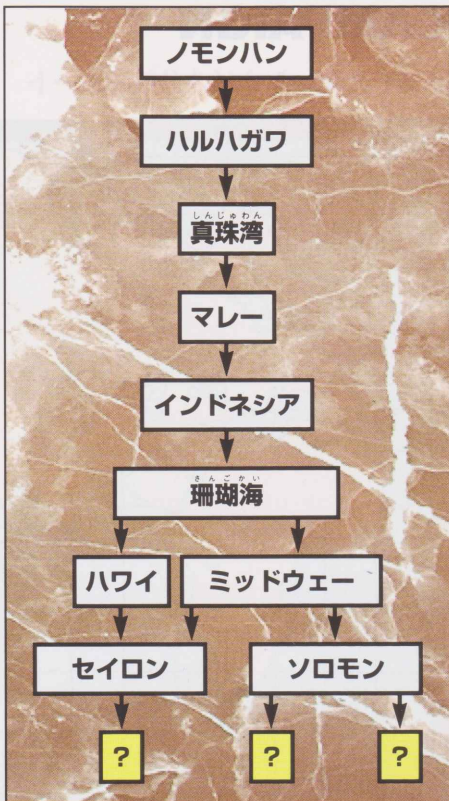 ノモンハン
ハルハガワ
しんじゅわん
真珠湾
マレー
インドネシア
さんごかい
珊瑚海
ハワイ
ミッドウェー
セイロン
ソロモン
?
?
?